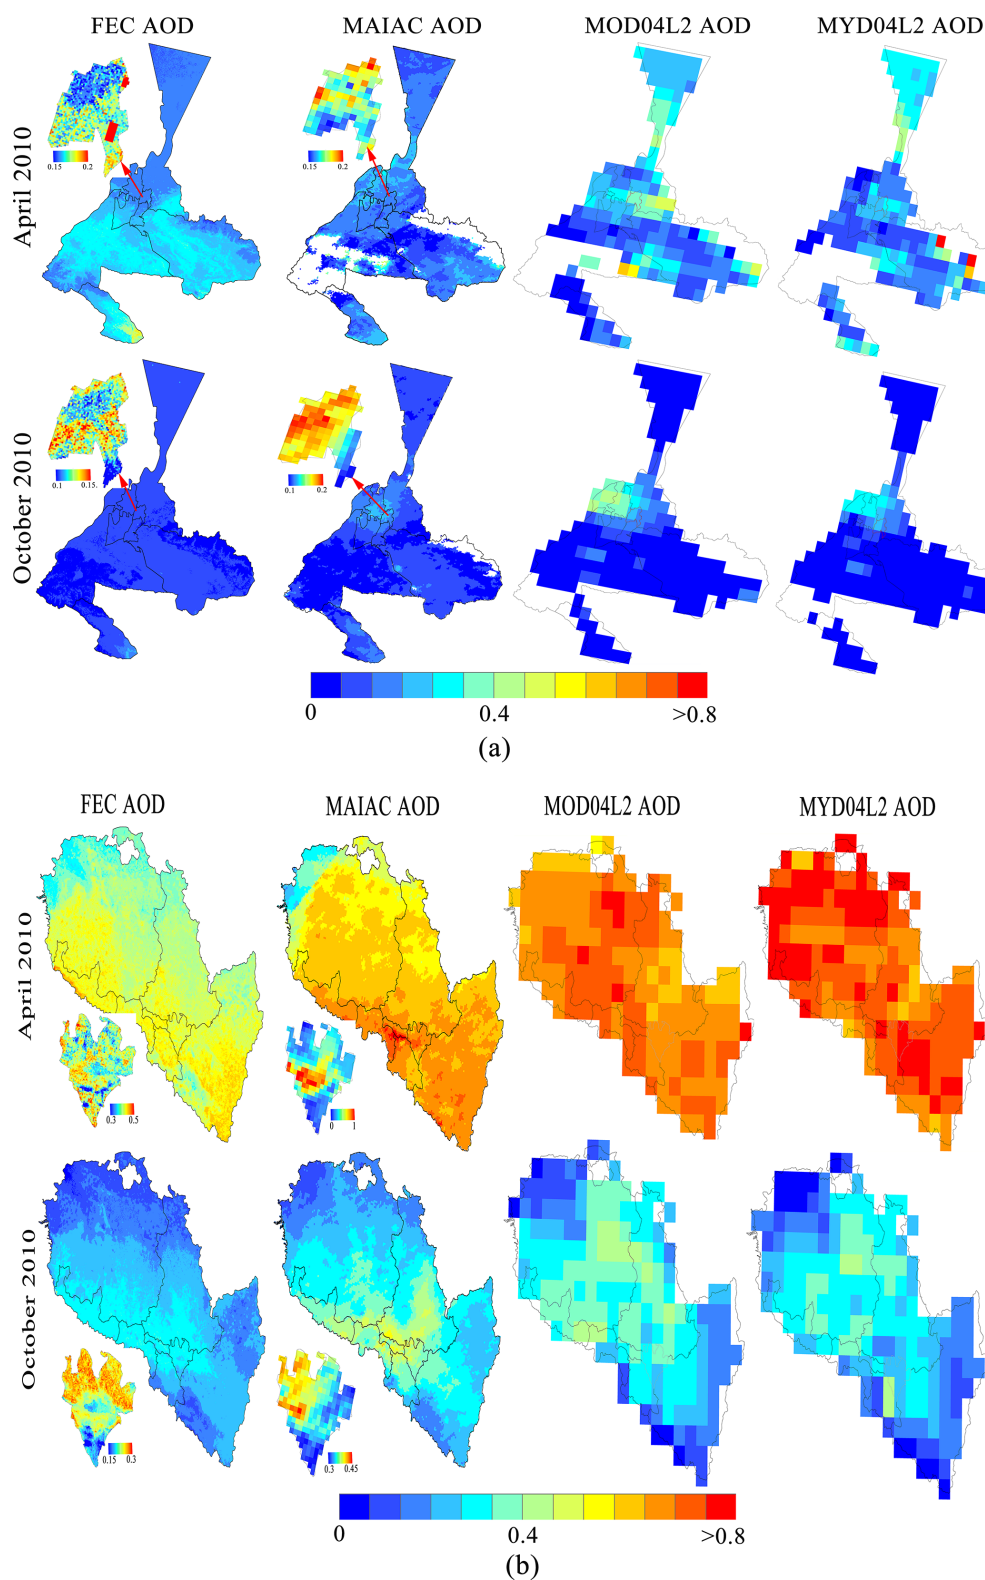 FEC AOD MAIAC AOD MOD04L2 AOD MYD04L2 AOD
April 2010
0.15 0.2
0.15 0.2
October 2010
0.1 0.15.
0.1 0.2
0 0.4 >0.8
(a)
FEC AOD MAIAC AOD MOD04L2 AOD MYD04L2 AOD
April 2010
0.3 0.5
0 1
October 2010
0.15 0.3
0.3 0.45
0 0.4 >0.8
(b)